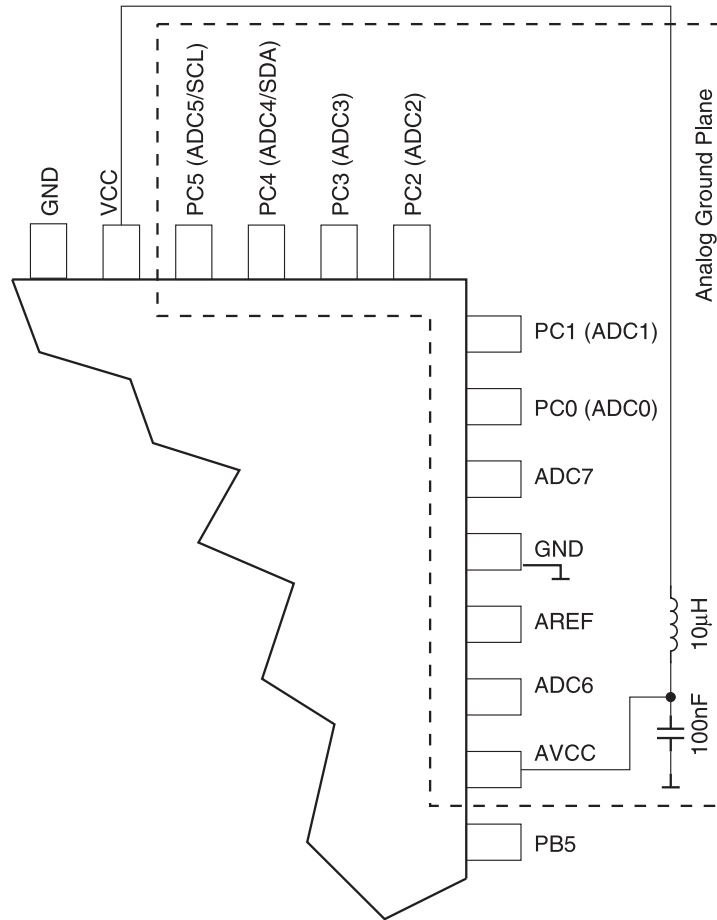 GND
VCC
PC5 (ADC5/SCL)
PC4 (ADC4/SDA)
PC3 (ADC3)
PC2 (ADC2)
Analog Ground Plane
PC1 (ADC1)
PC0 (ADC0)
ADC7
GND
AREF
ADC6
AVCC
PB5
10µH
100nF